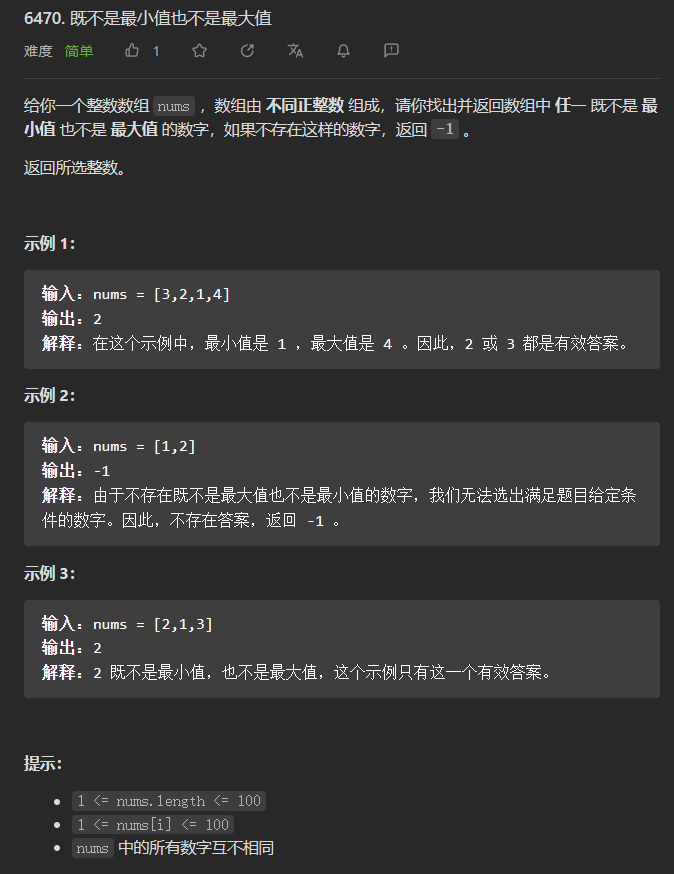 6470. 既不是最小值也不是最大值
难度 简单 1
给你一个整数数组 nums ，数组由 不同正整数 组成，请你找出并返回数组中 任一 既不是 最
小值 也不是 最大值 的数字，如果不存在这样的数字，返回 -1 。
返回所选整数。
示例 1：
输入：nums = [3,2,1,4]
输出：2
解释：在这个示例中，最小值是 1 ，最大值是 4 。因此，2 或 3 都是有效答案。
示例 2：
输入：nums = [1,2]
输出：-1
解释：由于不存在既不是最大值也不是最小值的数字，我们无法选出满足题目给定条
件的数字。因此，不存在答案，返回 -1 。
示例 3：
输入：nums = [2,1,3]
输出：2
解释：2 既不是最小值，也不是最大值，这个示例只有这一个有效答案。
提示：
1 <= nums.length <= 100
1 <= nums[i] <= 100
nums 中的所有数字互不相同